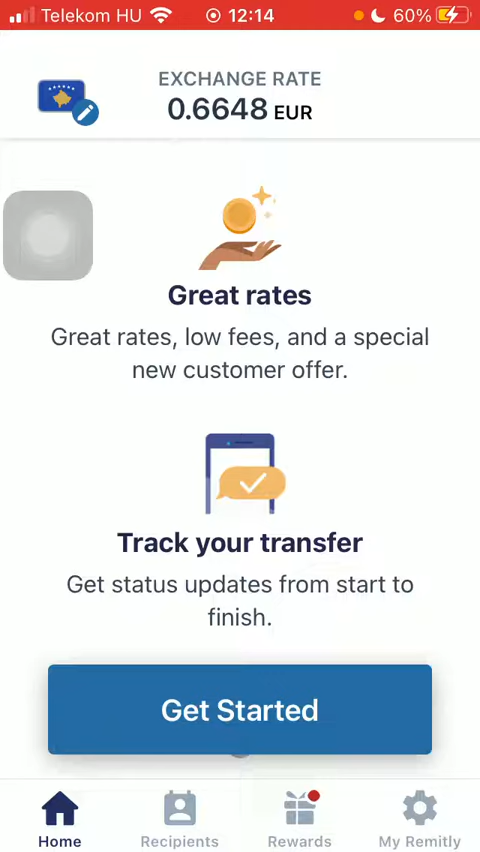 Telekom HU 12:14 60%
EXCHANGE RATE
0.6648 EUR
Great rates
Great rates, low fees, and a special
new customer offer.
Track your transfer
Get status updates from start to
finish.
Get Started
Home Recipients Rewards My Remitly